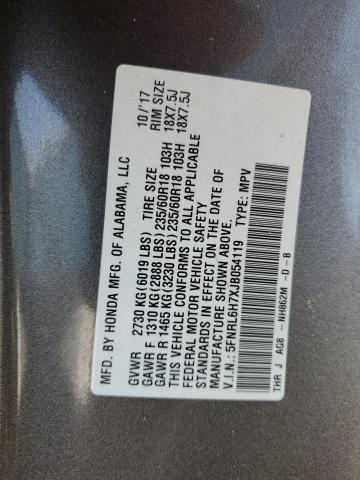 MFD. BY HONDA MFG. OF ALABAMA, LLC 10/'17
GVWR 2730 KG(6019 LBS) TIRE SIZE RIM SIZE
GAWR F 1310 KG (2888 LBS) 235/60R18 103H 18X7.5J
GAWR R 1465 KG(3230 LBS) 235/60R18 103H 18X7.5J
THIS VEHICLE CONFORMS TO ALL APPLICABLE
FEDERAL MOTOR VEHICLE SAFETY
STANDARDS IN EFFECT ON THE DATE OF
MANUFACTURE SHOWN ABOVE.
V.I.N.: 5FNRL6H7XJB054119 TYPE: MPV
THR J AG8 - NH862M -D -B